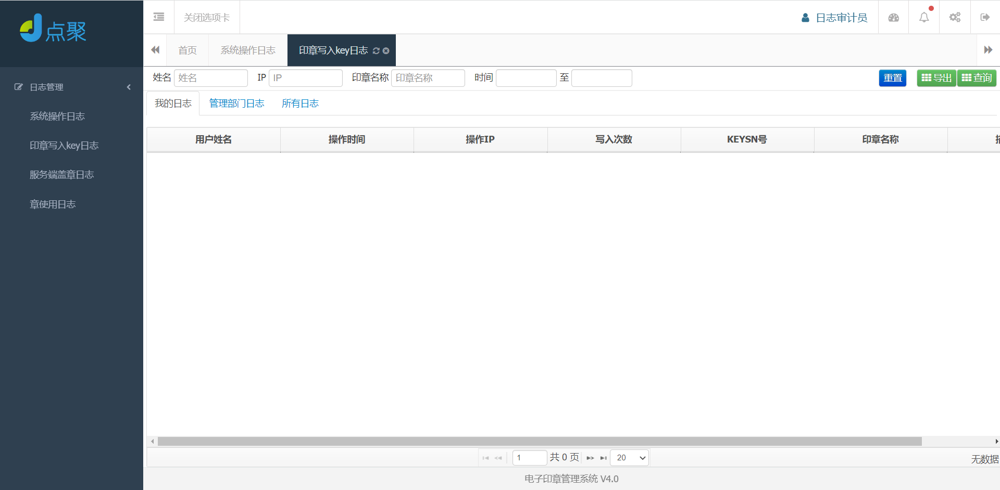 点聚
日志管理
系统操作日志
印章写入key日志
服务端盖章日志
章使用日志
关闭选项卡
日志审计员
首页
系统操作日志
印章写入key日志
姓名 姓名 IP IP 印章名称 印章名称 时间 至 重置 导出 查询
我的日志 管理部门日志 所有日志
用户姓名 操作时间 操作IP 写入次数 KEYSN号 印章名称
1 共 0 页 20 无数据
电子印章管理系统 V4.0